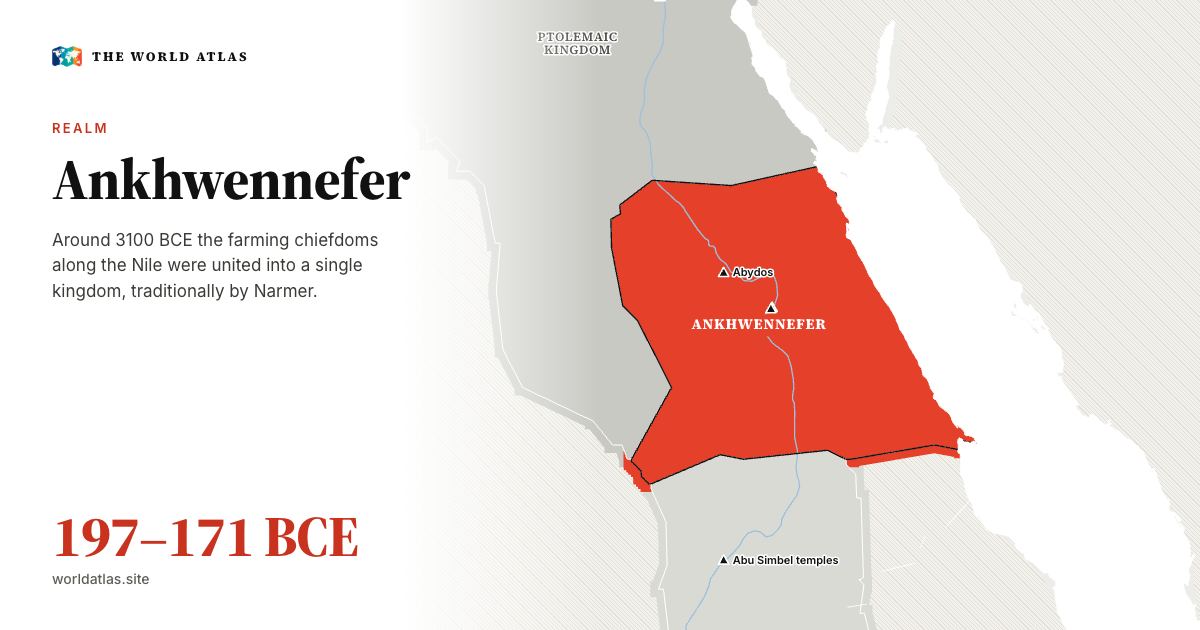 THE WORLD ATLAS
REALM
Ankhwennefer
Around 3100 BCE the farming chiefdoms
along the Nile were united into a single
kingdom, traditionally by Narmer.
197–171 BCE
worldatlas.site
PTOLEMAIC
KINGDOM
Abydos
ANKHWENNEFER
Abu Simbel temples